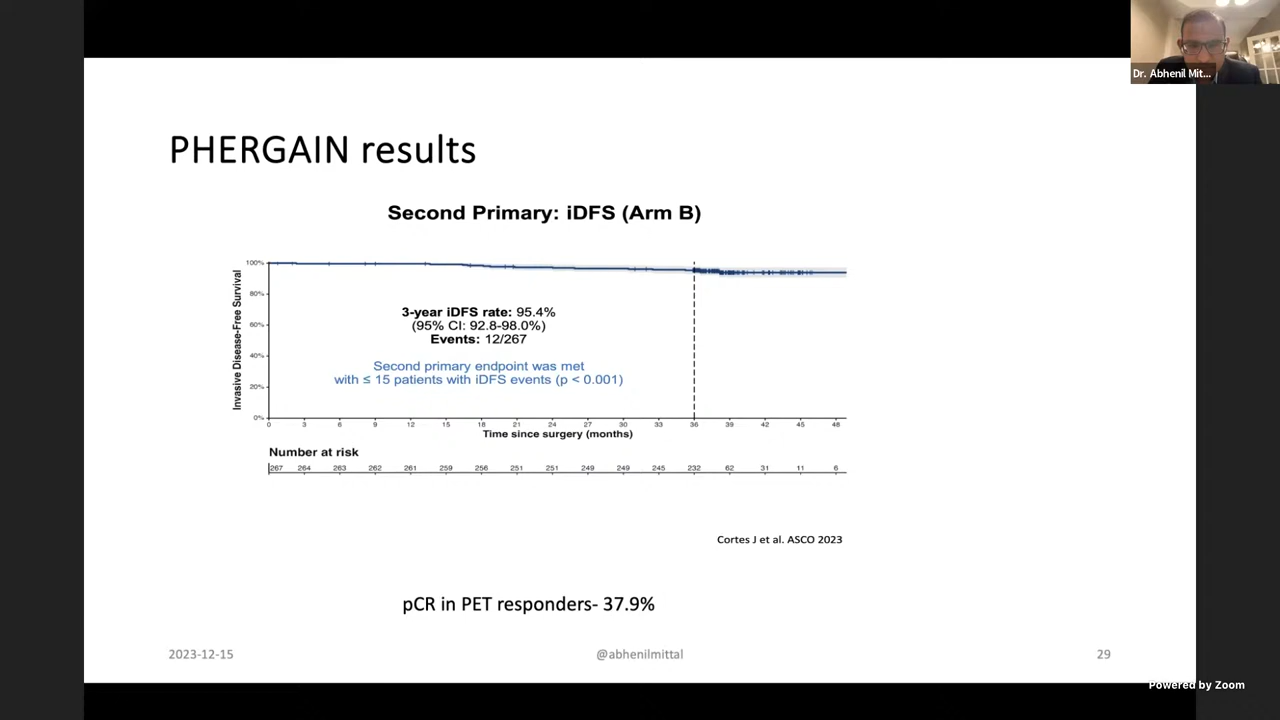 Dr. Abhenil Mit...
PHERGAIN results
Second Primary: iDFS (Arm B)
Invasive Disease-Free Survival
100%
80%
60%
40%
20%
0%
3-year iDFS rate: 95.4%
(95% CI: 92.8-98.0%)
Events: 12/267
Second primary endpoint was met
with ≤ 15 patients with iDFS events (p < 0.001)
0 3 6 9 12 15 18 21 24 27 30 33 36 39 42 45 48
Time since surgery (months)
Number at risk
267 264 263 262 261 259 256 251 251 249 249 245 232 62 31 11 6
Cortes J et al. ASCO 2023
pCR in PET responders- 37.9%
2023-12-15 @abhenilmittal 29
Powered by Zoom